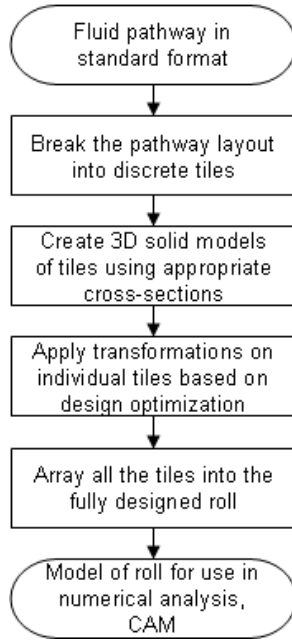 Fluid pathway in
standard format
Break the pathway layout
into discrete tiles
Create 3D solid models
of tiles using appropriate
cross-sections
Apply transformations on
individual tiles based on
design optimization
Array all the tiles into the
fully designed roll
Model of roll for use in
numerical analysis,
CAM